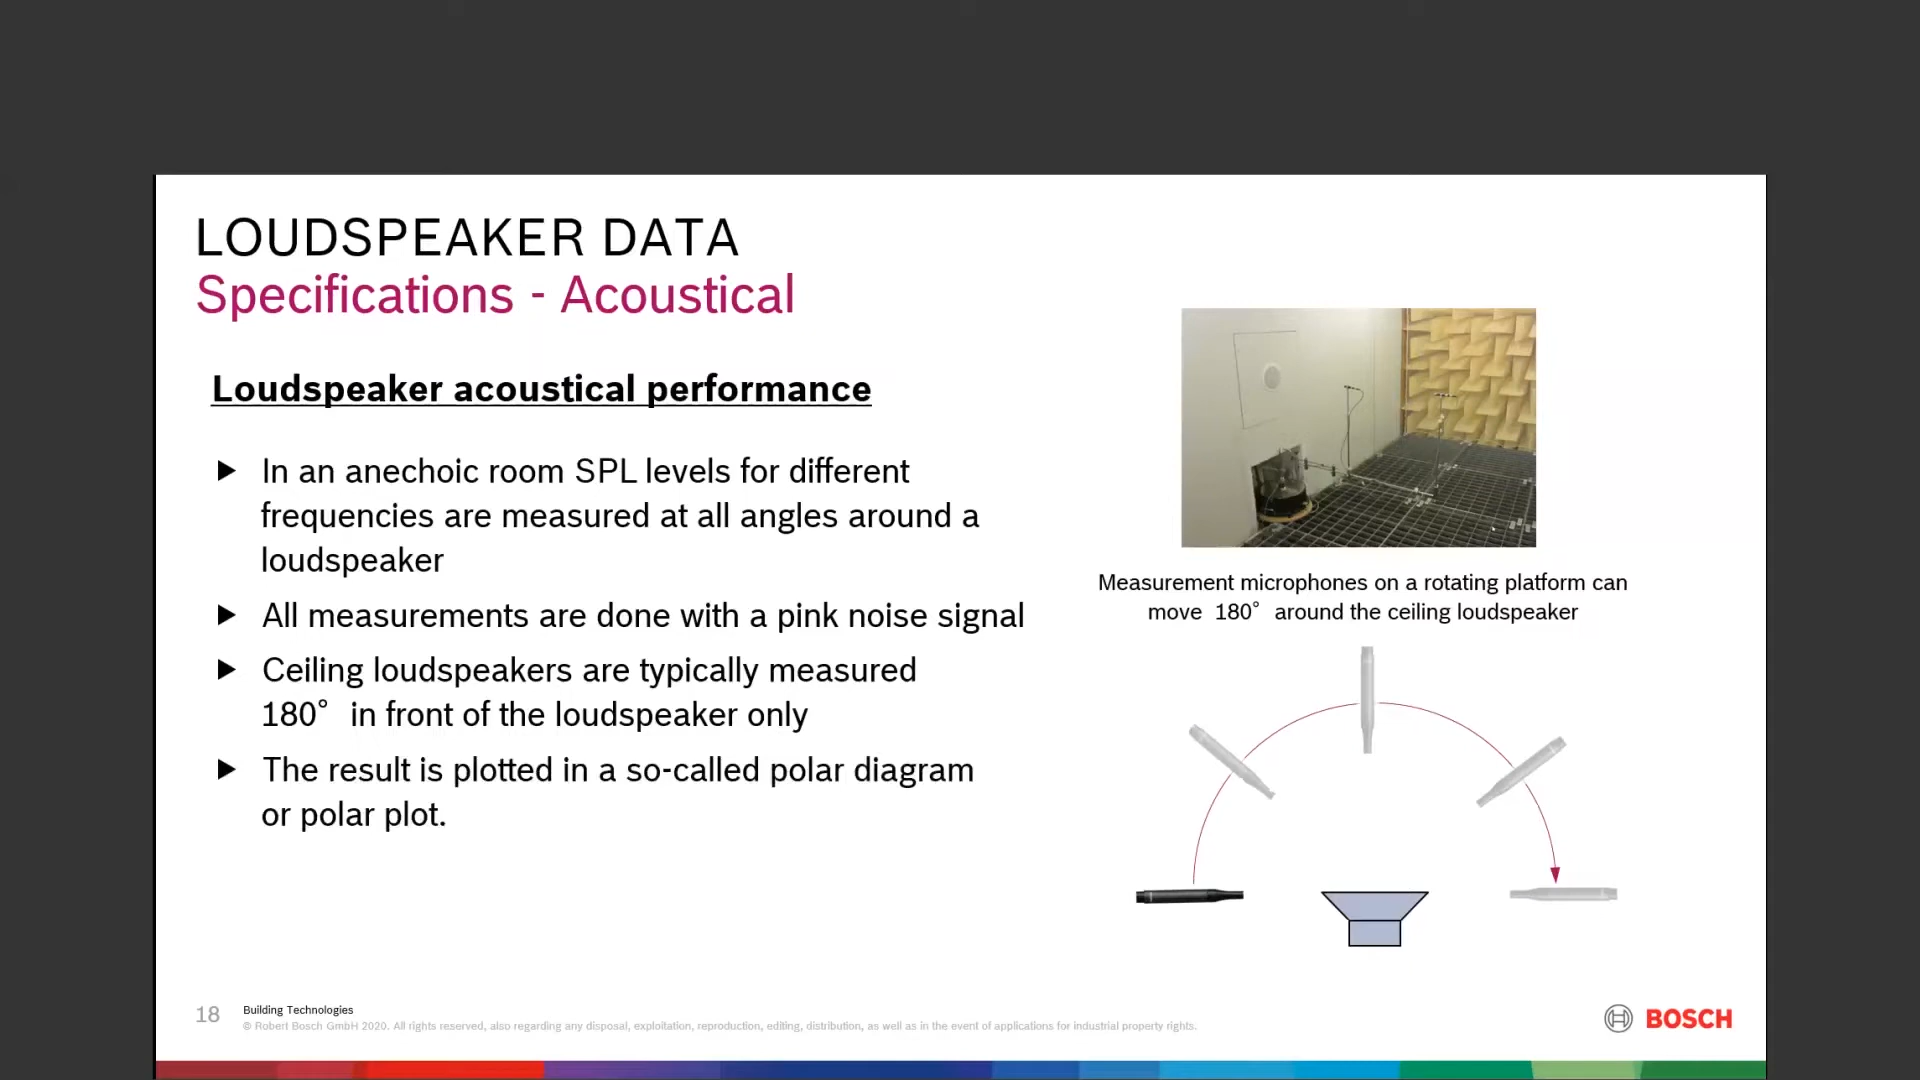 LOUDSPEAKER DATA
Specifications - Acoustical
Loudspeaker acoustical performance
▶ In an anechoic room SPL levels for different
frequencies are measured at all angles around a
loudspeaker
▶ All measurements are done with a pink noise signal
▶ Ceiling loudspeakers are typically measured
180° in front of the loudspeaker only
▶ The result is plotted in a so-called polar diagram
or polar plot.
Measurement microphones on a rotating platform can
move 180° around the ceiling loudspeaker
18
Building Technologies
© Robert Bosch GmbH 2020. All rights reserved, also regarding any disposal, exploitation, reproduction, editing, distribution, as well as in the event of applications for industrial property rights.
BOSCH